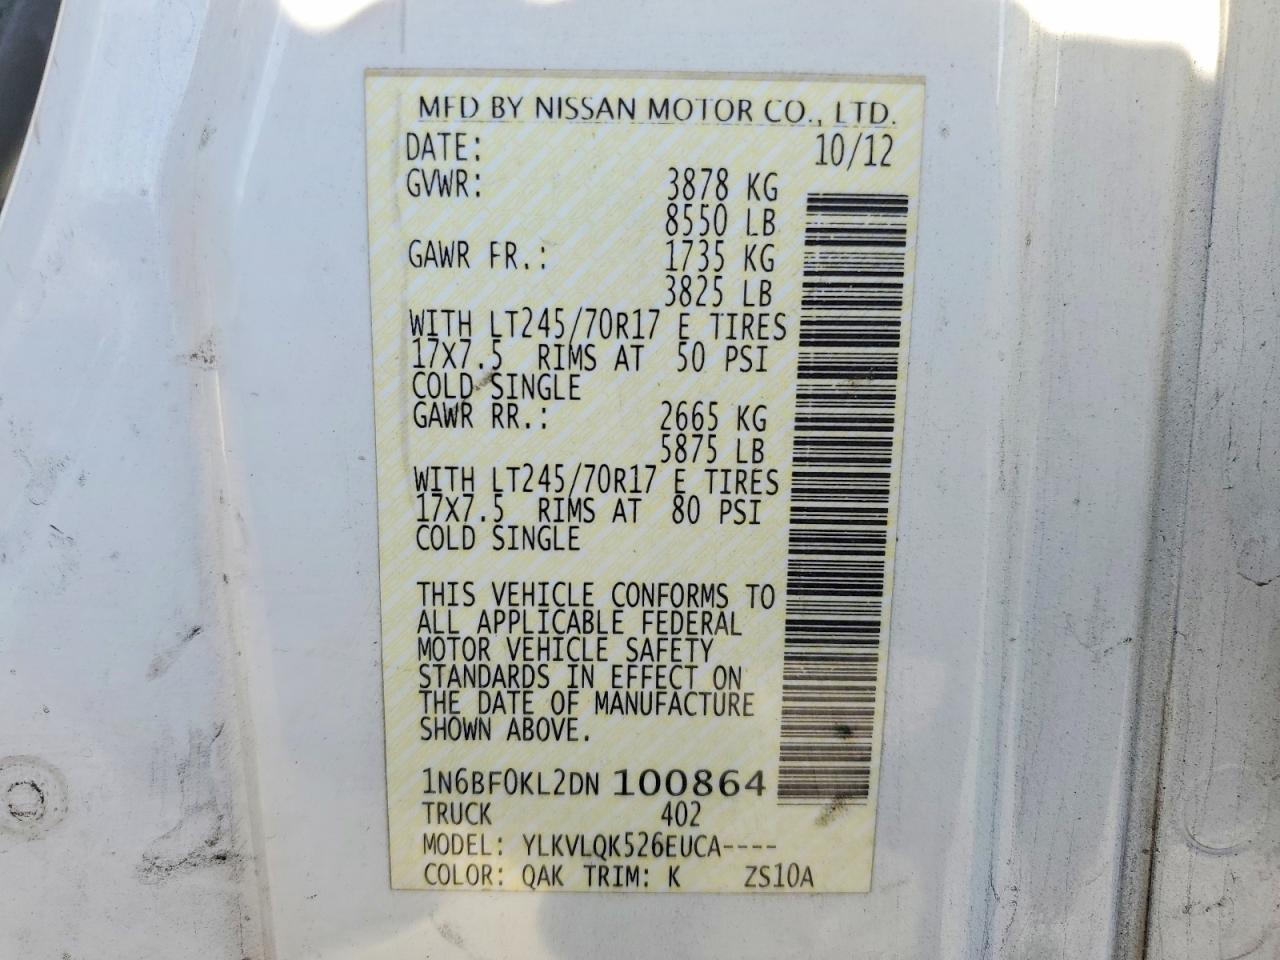 MFD BY NISSAN MOTOR CO., LTD.
DATE: 10/12
GVWR: 3878 KG
8550 LB
GAWR FR.: 1735 KG
3825 LB
WITH LT245/70R17 E TIRES
17X7.5 RIMS AT 50 PSI
COLD SINGLE
GAWR RR.: 2665 KG
5875 LB
WITH LT245/70R17 E TIRES
17X7.5 RIMS AT 80 PSI
COLD SINGLE
THIS VEHICLE CONFORMS TO
ALL APPLICABLE FEDERAL
MOTOR VEHICLE SAFETY
STANDARDS IN EFFECT ON
THE DATE OF MANUFACTURE
SHOWN ABOVE.
1N6BF0KL2DN 100864
TRUCK 402
MODEL: YLKVLQK526EUCA----
COLOR: QAK TRIM: K ZS10A